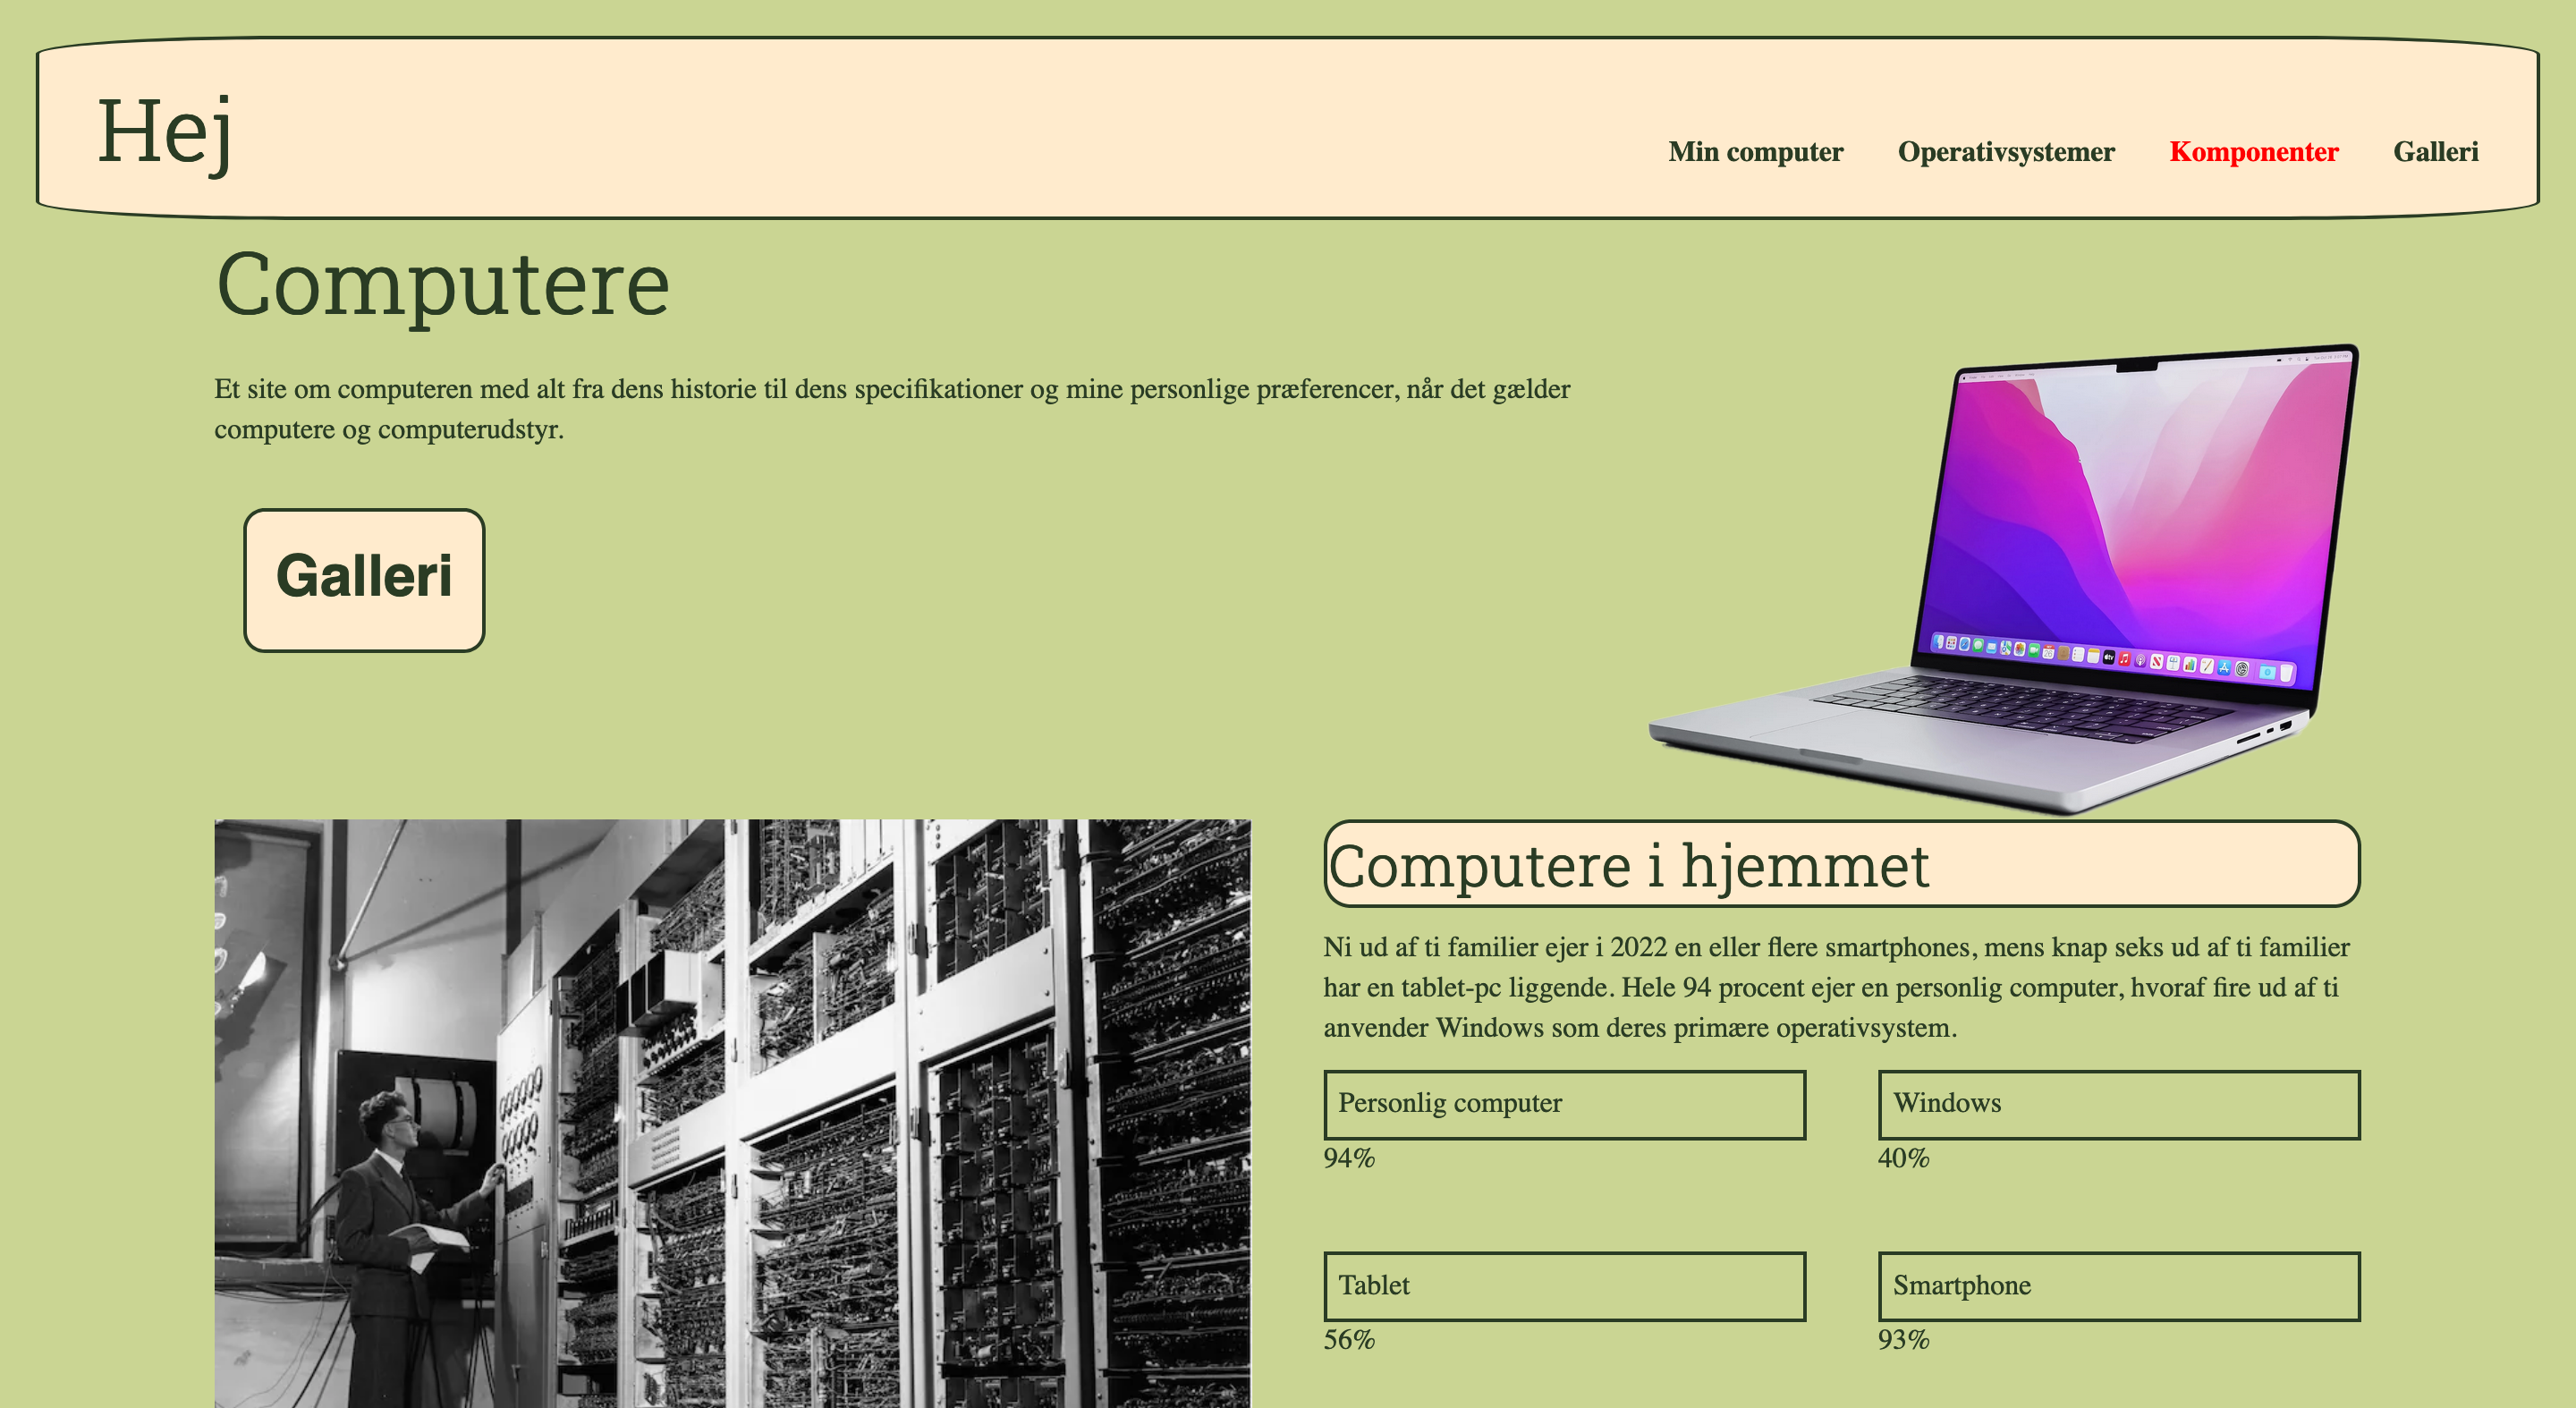 Hej
Min computer Operativsystemer Komponenter Galleri
Computere
Et site om computeren med alt fra dens historie til dens specifikationer og mine personlige præferencer, når det gælder
computere og computerudstyr.
Galleri
Computere i hjemmet
Ni ud af ti familier ejer i 2022 en eller flere smartphones, mens knap seks ud af ti familier
har en tablet-pc liggende. Hele 94 procent ejer en personlig computer, hvoraf fire ud af ti
anvender Windows som deres primære operativsystem.
Personlig computer
94%
Windows
40%
Tablet
56%
Smartphone
93%